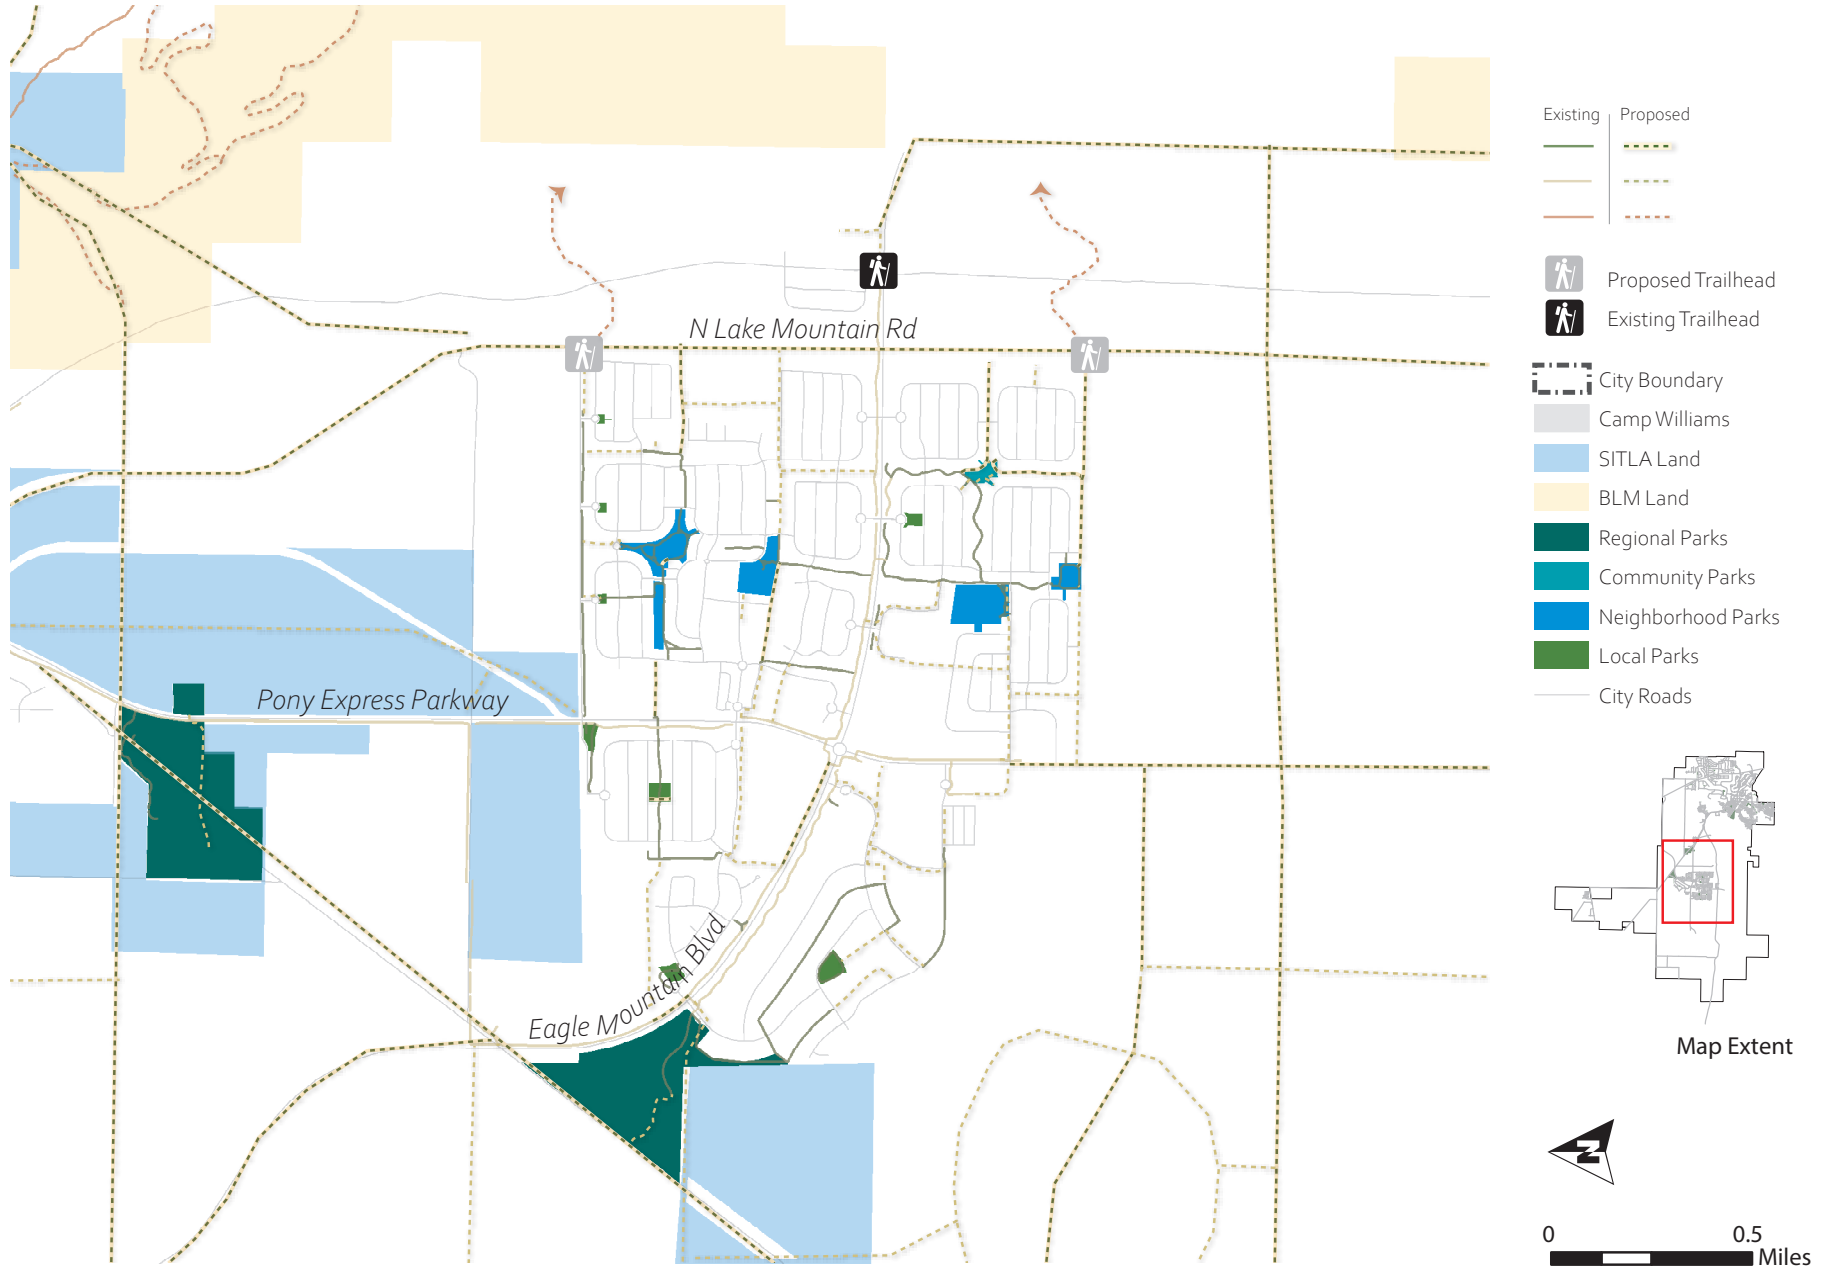 Existing Proposed
Proposed Trailhead
Existing Trailhead
N Lake Mountain Rd
City Boundary
Camp Williams
SITLA Land
BLM Land
Regional Parks
Community Parks
Neighborhood Parks
Local Parks
City Roads
Pony Express Parkway
Eagle Mountain Blvd
Map Extent
N
0 0.5
Miles